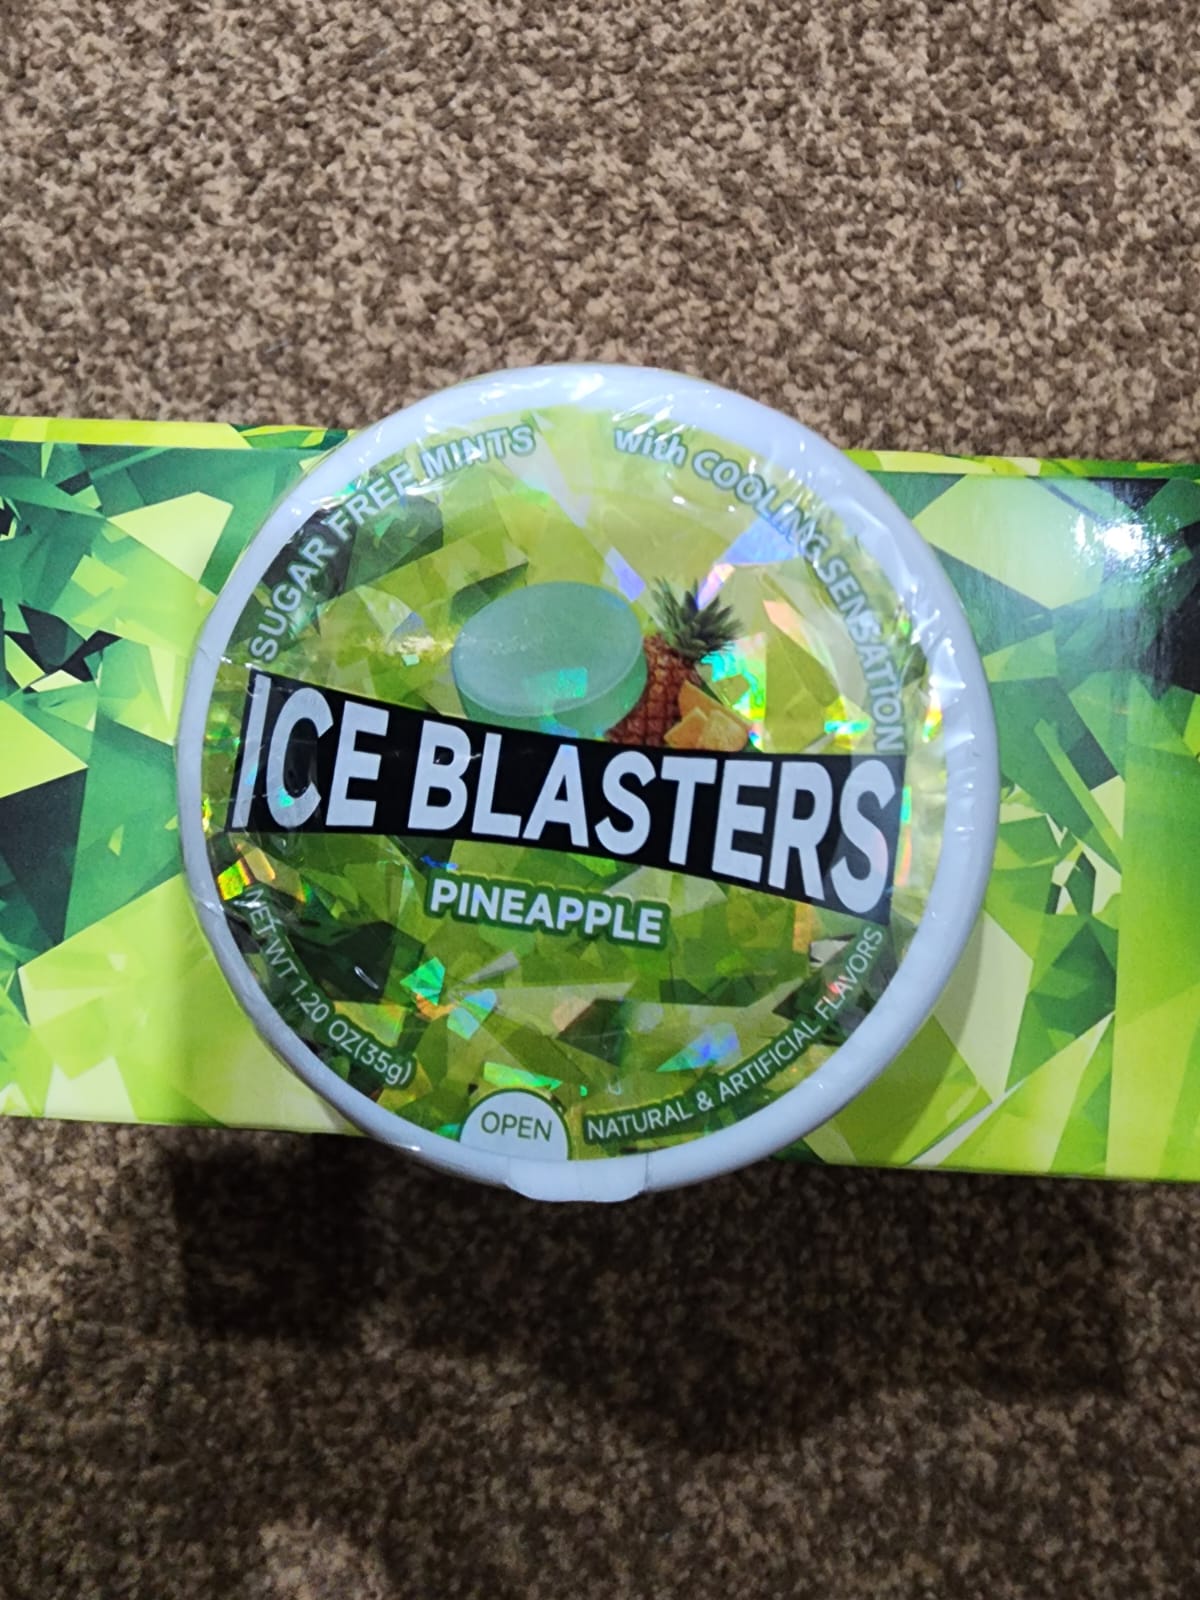 SUGAR FREE MINTS
with COOLING SENSATION
ICE BLASTERS
PINEAPPLE
NET WT 1.20 OZ(35g)
OPEN
NATURAL & ARTIFICIAL FLAVORS